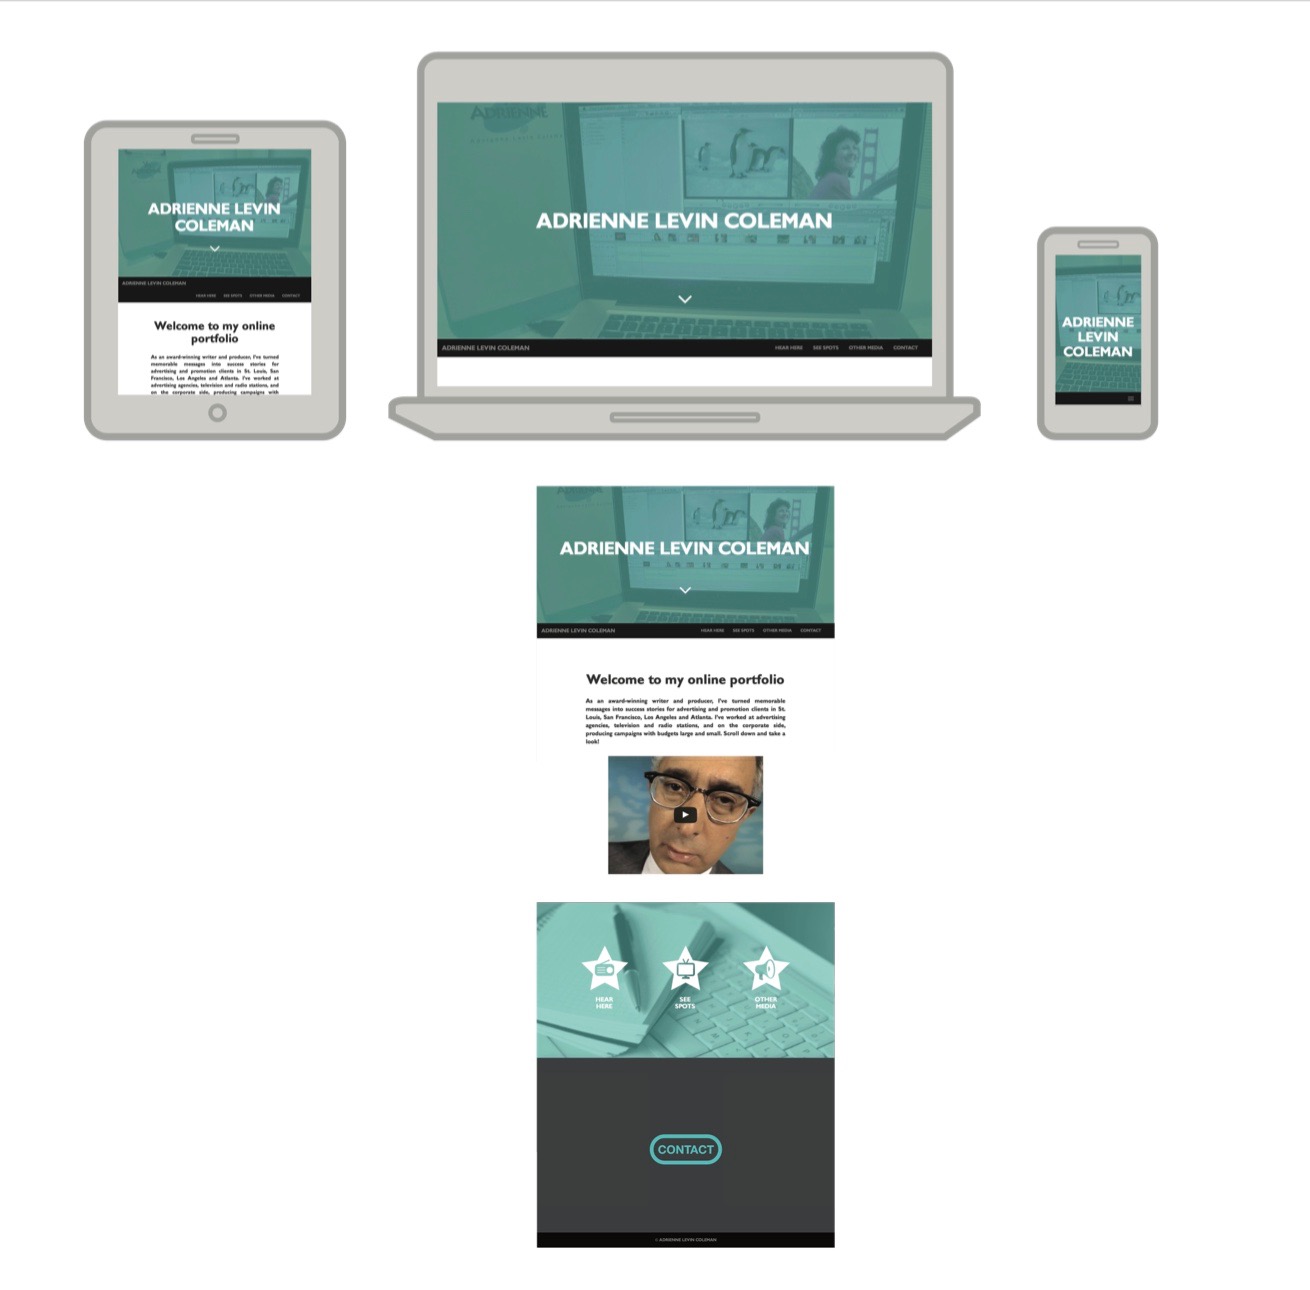 ADRIENNE LEVIN
COLEMAN
ADRIENNE LEVIN COLEMAN
HEAR HERE SEE SPOTS OTHER MEDIA CONTACT
Welcome to my online
portfolio
As an award-winning writer and producer, I've turned
memorable messages into success stories for
advertising and promotion clients in St. Louis, San
Francisco, Los Angeles and Atlanta. I've worked at
advertising agencies, television and radio stations, and
on the corporate side, producing campaigns with
ADRIENNE
ADRIENNE LEVIN COLEMAN
ADRIENNE LEVIN COLEMAN HEAR HERE SEE SPOTS OTHER MEDIA CONTACT
ADRIENNE
LEVIN
COLEMAN
ADRIENNE LEVIN COLEMAN
ADRIENNE LEVIN COLEMAN HEAR HERE SEE SPOTS OTHER MEDIA CONTACT
Welcome to my online portfolio
As an award-winning writer and producer, I've turned memorable
messages into success stories for advertising and promotion clients in St.
Louis, San Francisco, Los Angeles and Atlanta. I've worked at advertising
agencies, television and radio stations, and on the corporate side,
producing campaigns with budgets large and small. Scroll down and take a
look!
HEAR
HERE
SEE
SPOTS
OTHER
MEDIA
CONTACT
© ADRIENNE LEVIN COLEMAN